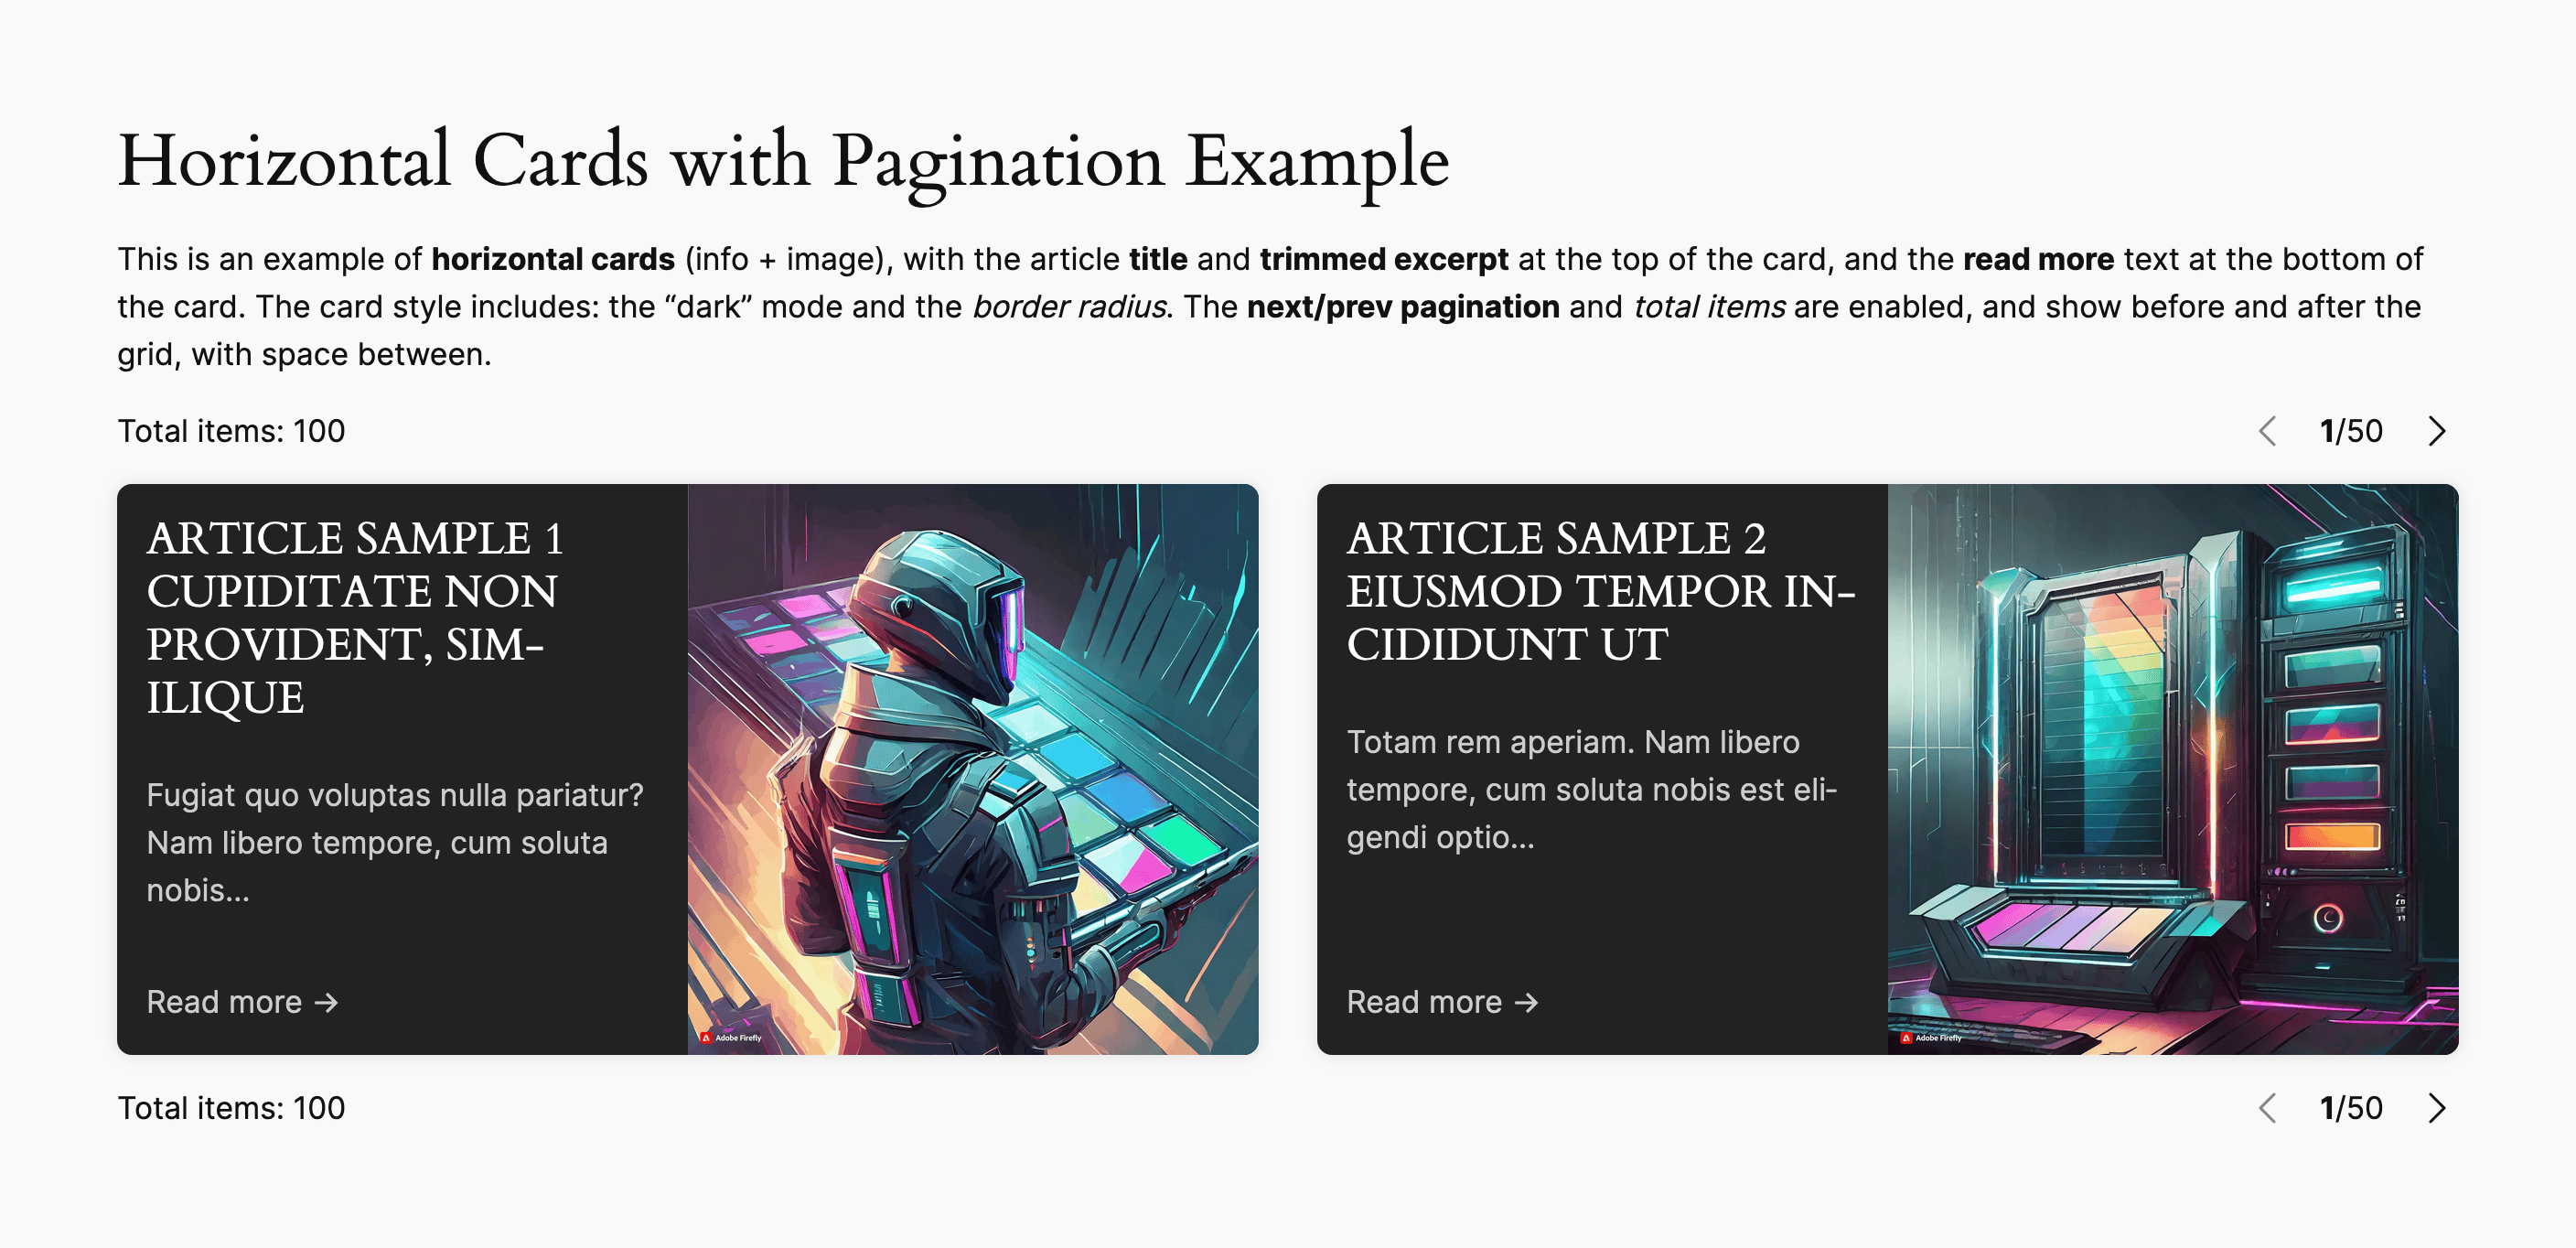 Horizontal Cards with Pagination Example
This is an example of horizontal cards (info + image), with the article title and trimmed excerpt at the top of the card, and the read more text at the bottom of
the card. The card style includes: the “dark” mode and the border radius. The next/prev pagination and total items are enabled, and show before and after the
grid, with space between.
Total items: 100
1/50
ARTICLE SAMPLE 1
CUPIDITATE NON
PROVIDENT, SIM-
ILIQUE
Fugiat quo voluptas nulla pariatur?
Nam libero tempore, cum soluta
nobis...
Read more →
Adobe Firefly
ARTICLE SAMPLE 2
EIUSMOD TEMPOR IN-
CIDIDUNT UT
Totam rem aperiam. Nam libero
tempore, cum soluta nobis est eli-
gendi optio...
Read more →
Adobe Firefly
Total items: 100
1/50